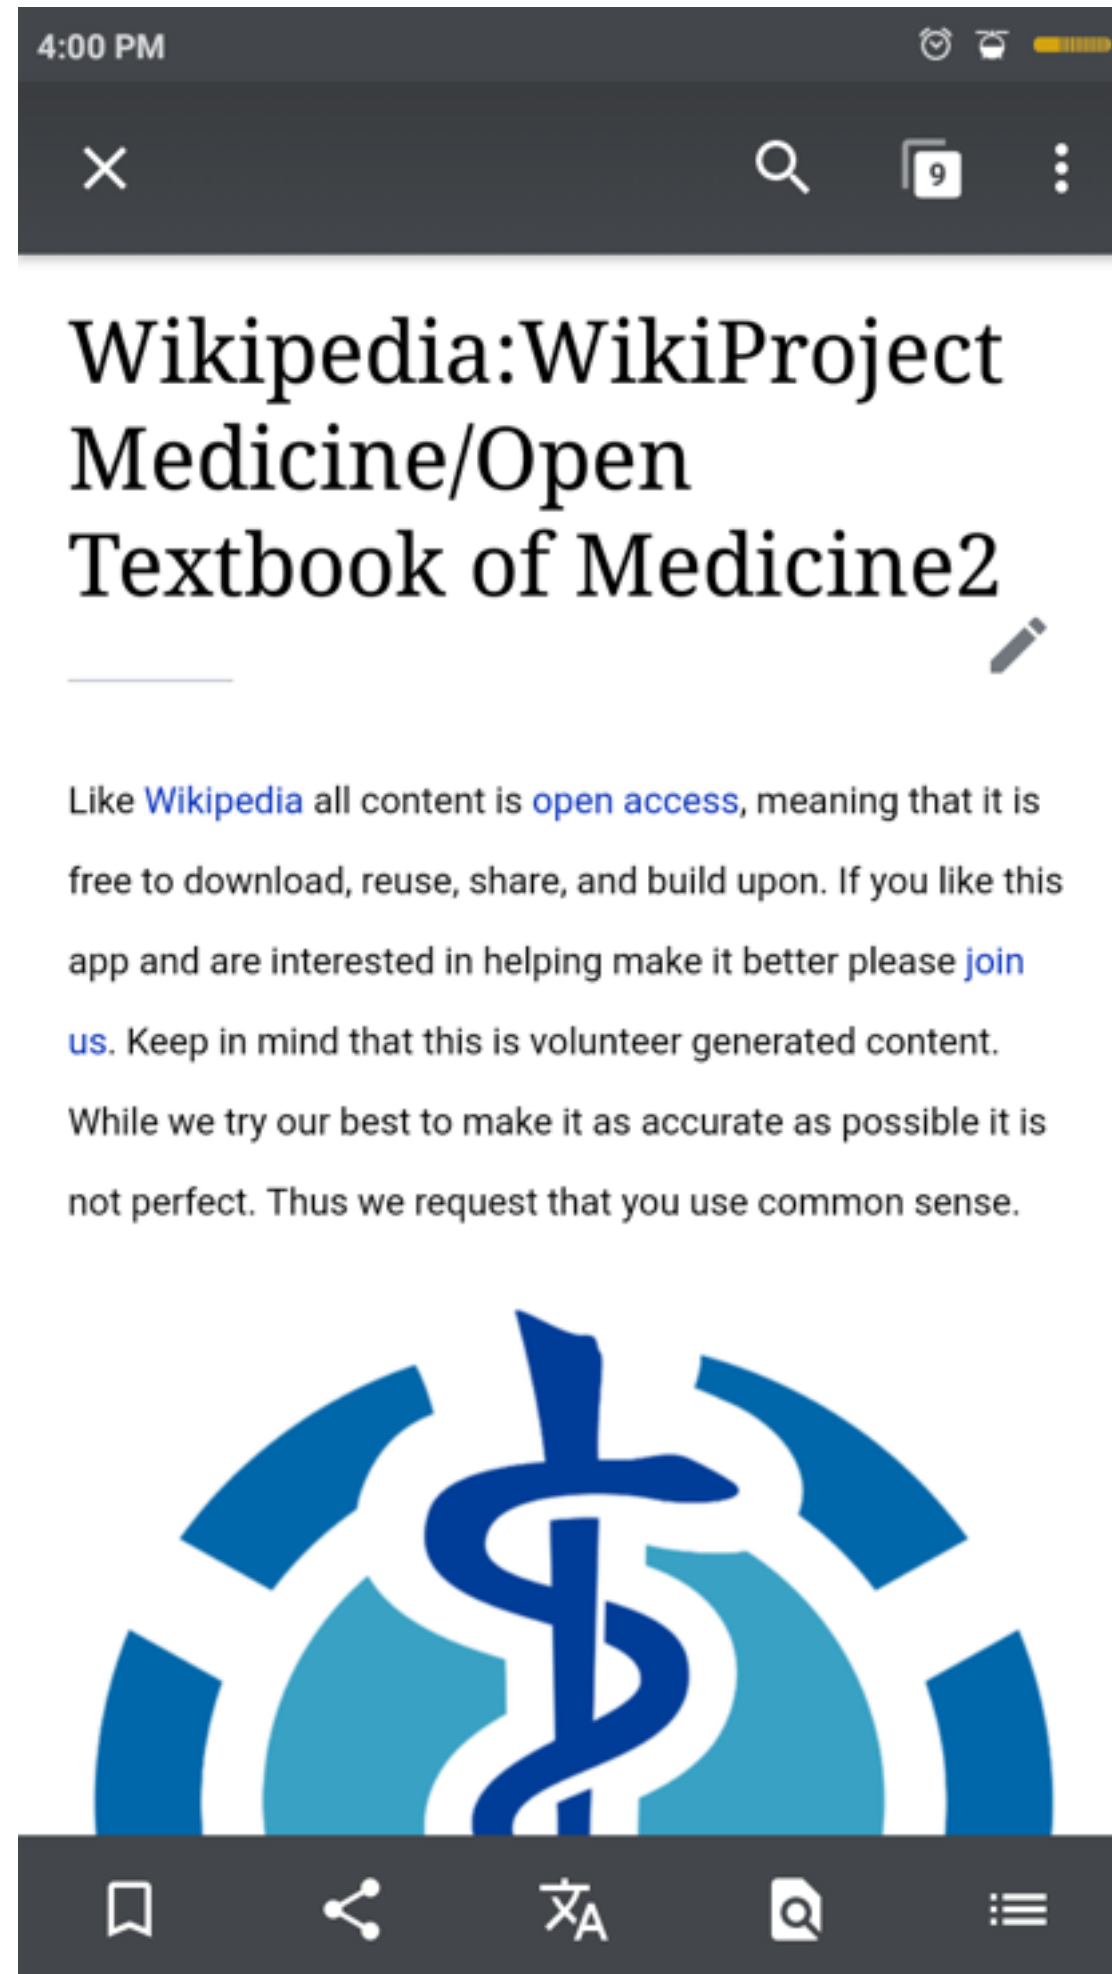 4:00 PM
9
Wikipedia:WikiProject
Medicine/Open
Textbook of Medicine2
Like Wikipedia all content is open access, meaning that it is
free to download, reuse, share, and build upon. If you like this
app and are interested in helping make it better please join
us. Keep in mind that this is volunteer generated content.
While we try our best to make it as accurate as possible it is
not perfect. Thus we request that you use common sense.